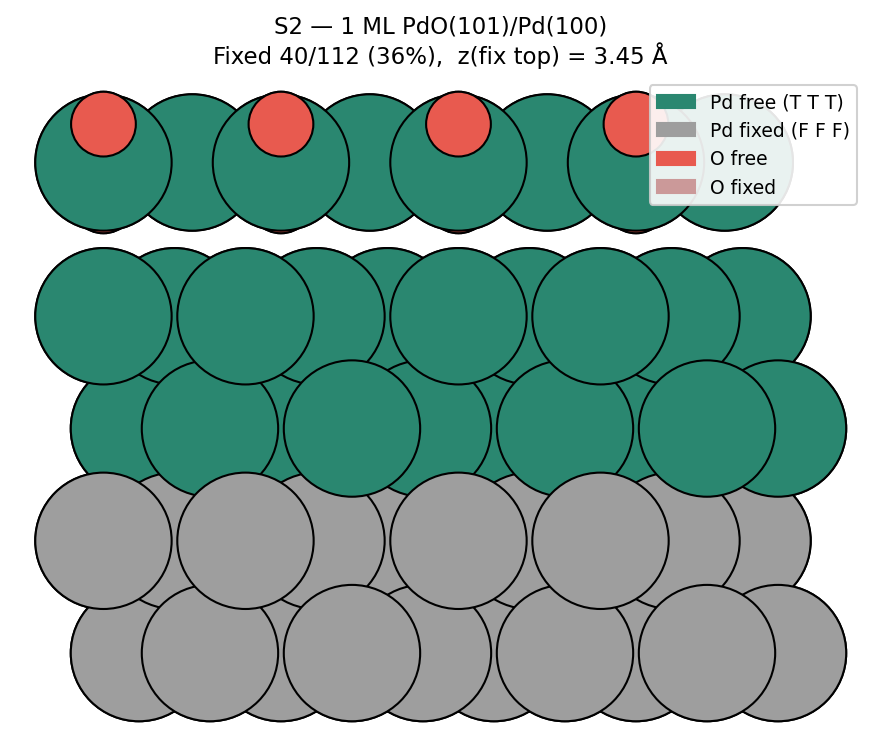 S2 — 1 ML PdO(101)/Pd(100)
Fixed 40/112 (36%),  z(fix top) = 3.45 Å
Pd free (T T T)
Pd fixed (F F F)
O free
O fixed